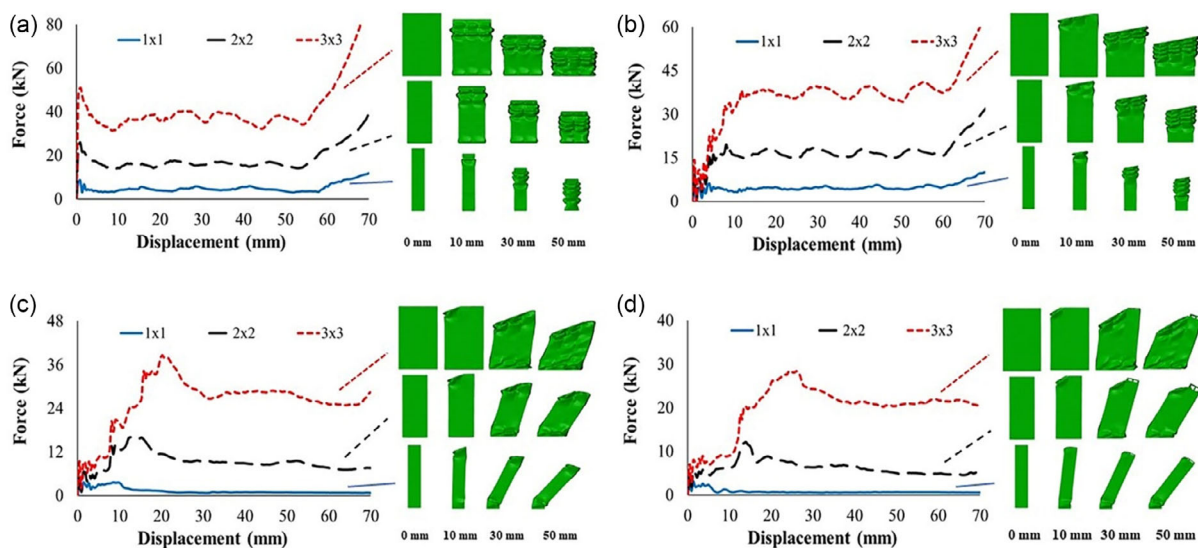 (a)
80
60
40
20
0
Force (kN)
1x1 2x2 3x3
0 10 20 30 40 50 60 70
Displacement (mm)
0 mm 10 mm 30 mm 50 mm
(b)
60
45
30
15
0
Force (kN)
1x1 2x2 3x3
0 10 20 30 40 50 60 70
Displacement (mm)
0 mm 10 mm 30 mm 50 mm
(c)
48
36
24
12
0
Force (kN)
1x1 2x2 3x3
0 10 20 30 40 50 60 70
Displacement (mm)
0 mm 10 mm 30 mm 50 mm
(d)
40
30
20
10
0
Force (kN)
1x1 2x2 3x3
0 10 20 30 40 50 60 70
Displacement (mm)
0 mm 10 mm 30 mm 50 mm